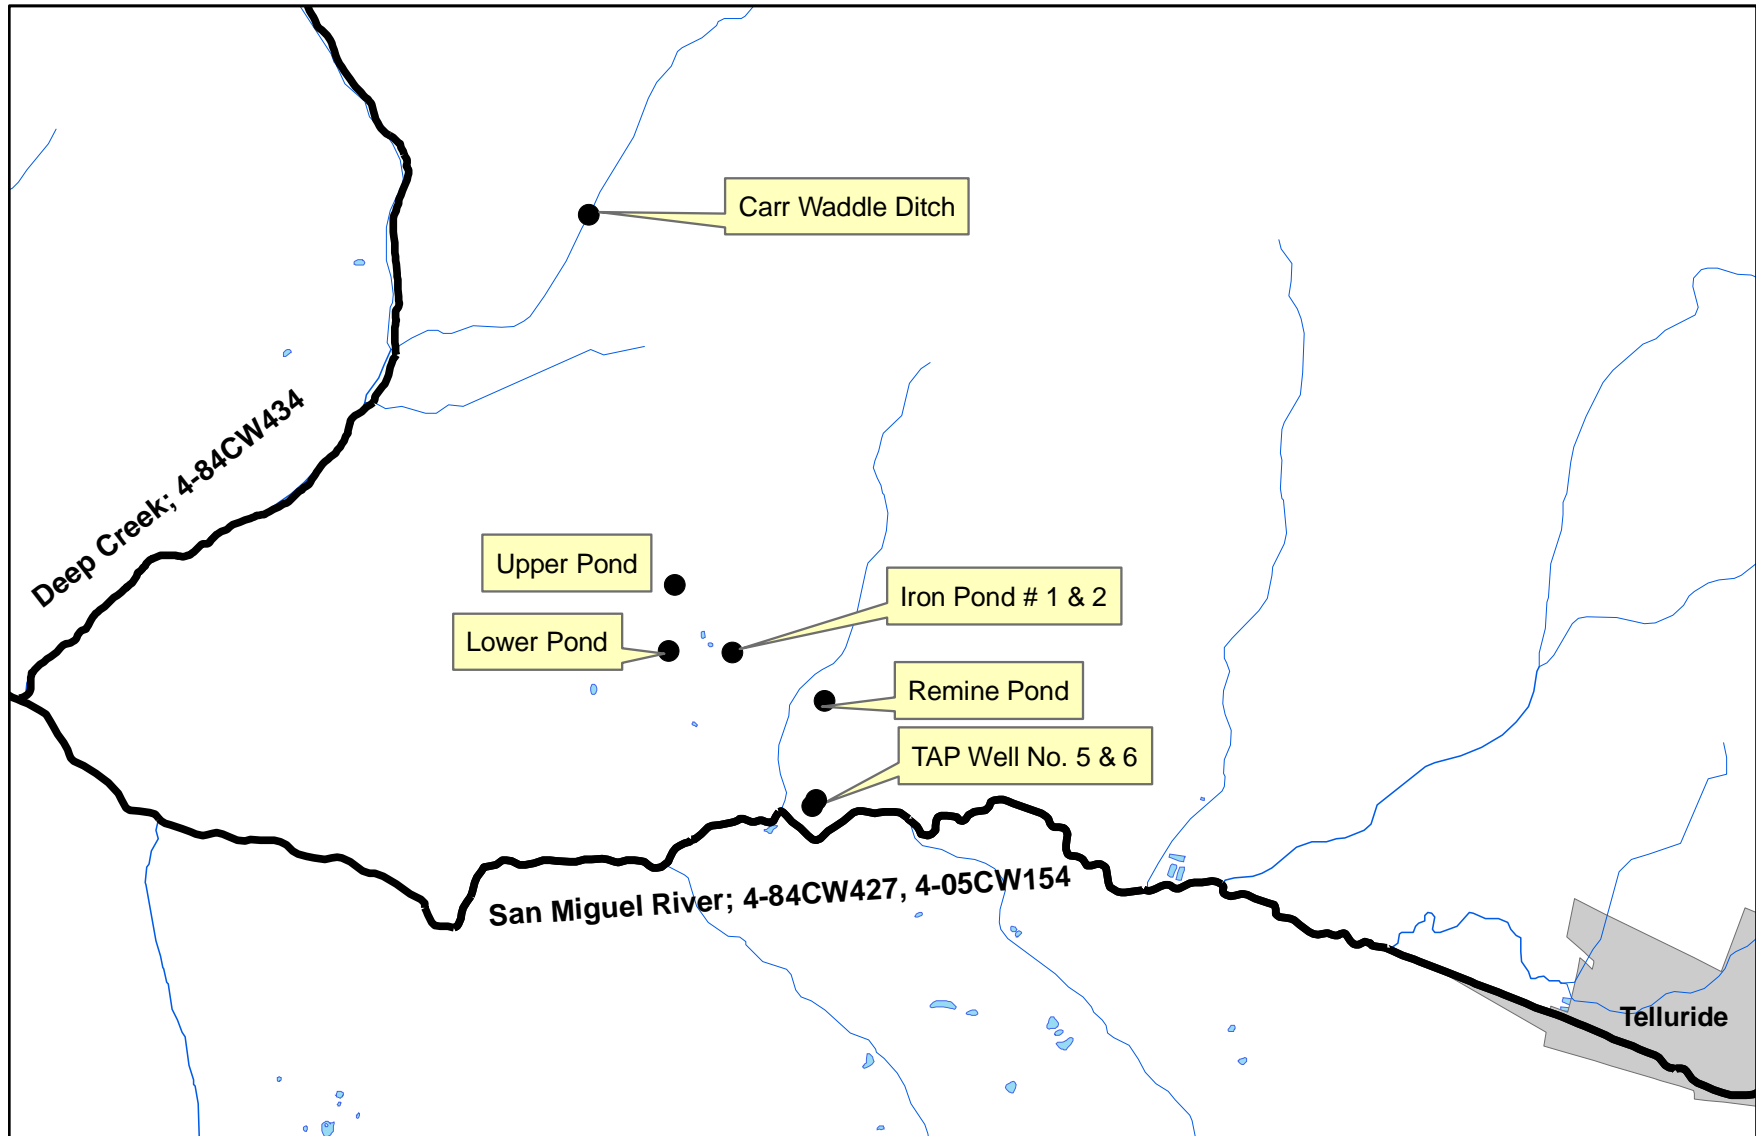 Carr Waddle Ditch
Deep Creek; 4-84CW434
Upper Pond
Iron Pond # 1 & 2
Lower Pond
Remine Pond
TAP Well No. 5 & 6
San Miguel River; 4-84CW427, 4-05CW154
Telluride